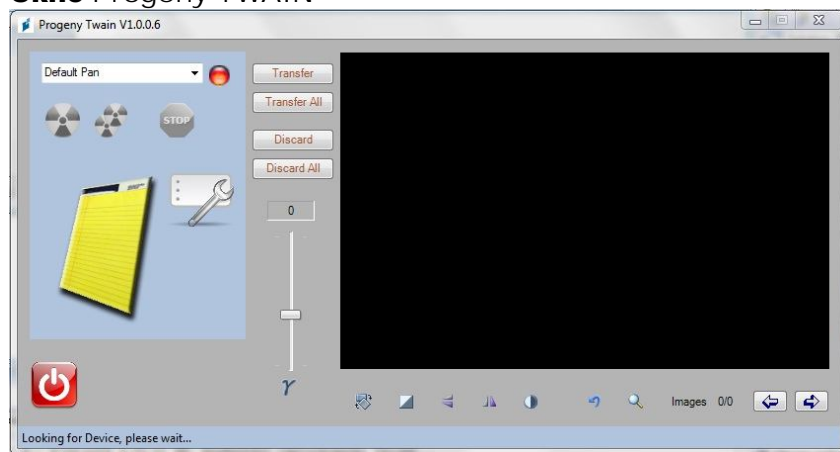 Окно Progeny TWAIN
Progeny Twain V1.0.0.6
Default Pan
Transfer
Transfer All
STOP
Discard
Discard All
0
γ
Images 0/0
Looking for Device, please wait...